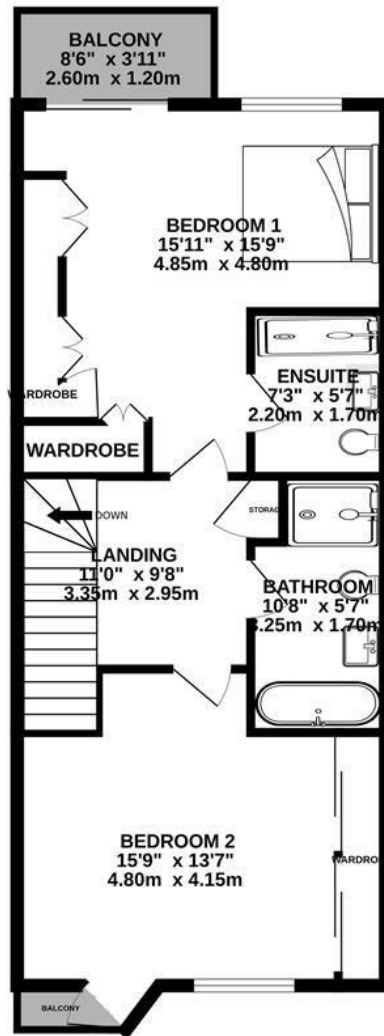 BALCONY
8'6" x 3'11"
2.60m x 1.20m
BEDROOM 1
15'11" x 15'9"
4.85m x 4.80m
ENSUITE
7'3" x 5'7"
2.20m x 1.70m
WARDROBE
WARDROBE
DOWN
STORAG
LANDING
11'0" x 9'8"
3.35m x 2.95m
BATHROOM
10'8" x 5'7"
3.25m x 1.70m
BEDROOM 2
15'9" x 13'7"
4.80m x 4.15m
WARDRO
BALCONY